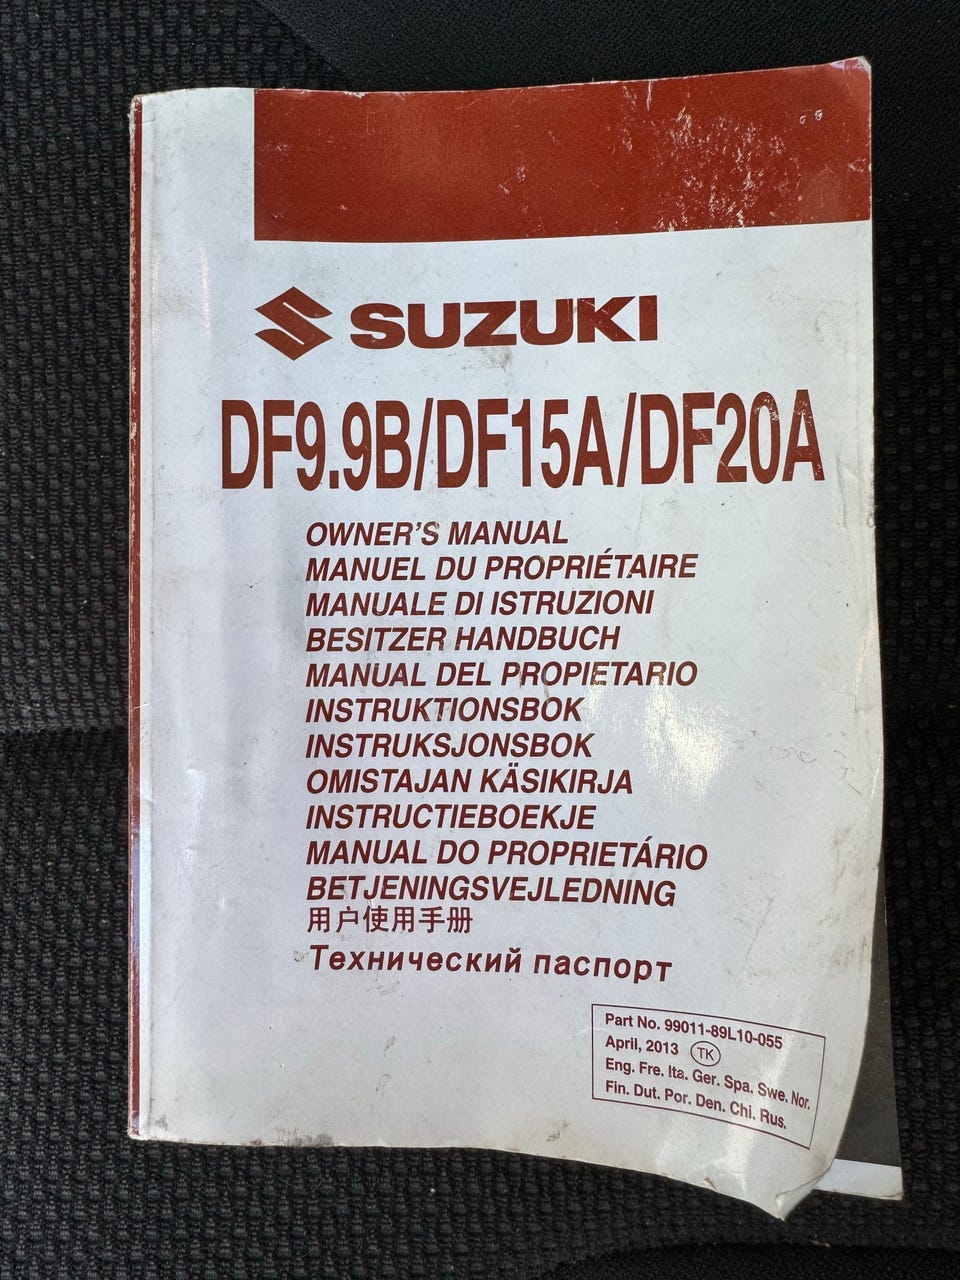 SUZUKI
DF9.9B/DF15A/DF20A
OWNER'S MANUAL
MANUEL DU PROPRIÉTAIRE
MANUALE DI ISTRUZIONI
BESITZER HANDBUCH
MANUAL DEL PROPIETARIO
INSTRUKTIONSBOK
INSTRUKSJONSBOK
OMISTAJAN KÄSIKIRJA
INSTRUCTIEBOEKJE
MANUAL DO PROPRIETÁRIO
BETJENINGSVEJLEDNING
用户使用手册
Технический паспорт
Part No. 99011-89L10-055
April, 2013 TK
Eng. Fre. Ita. Ger. Spa. Swe. Nor.
Fin. Dut. Por. Den. Chi. Rus.